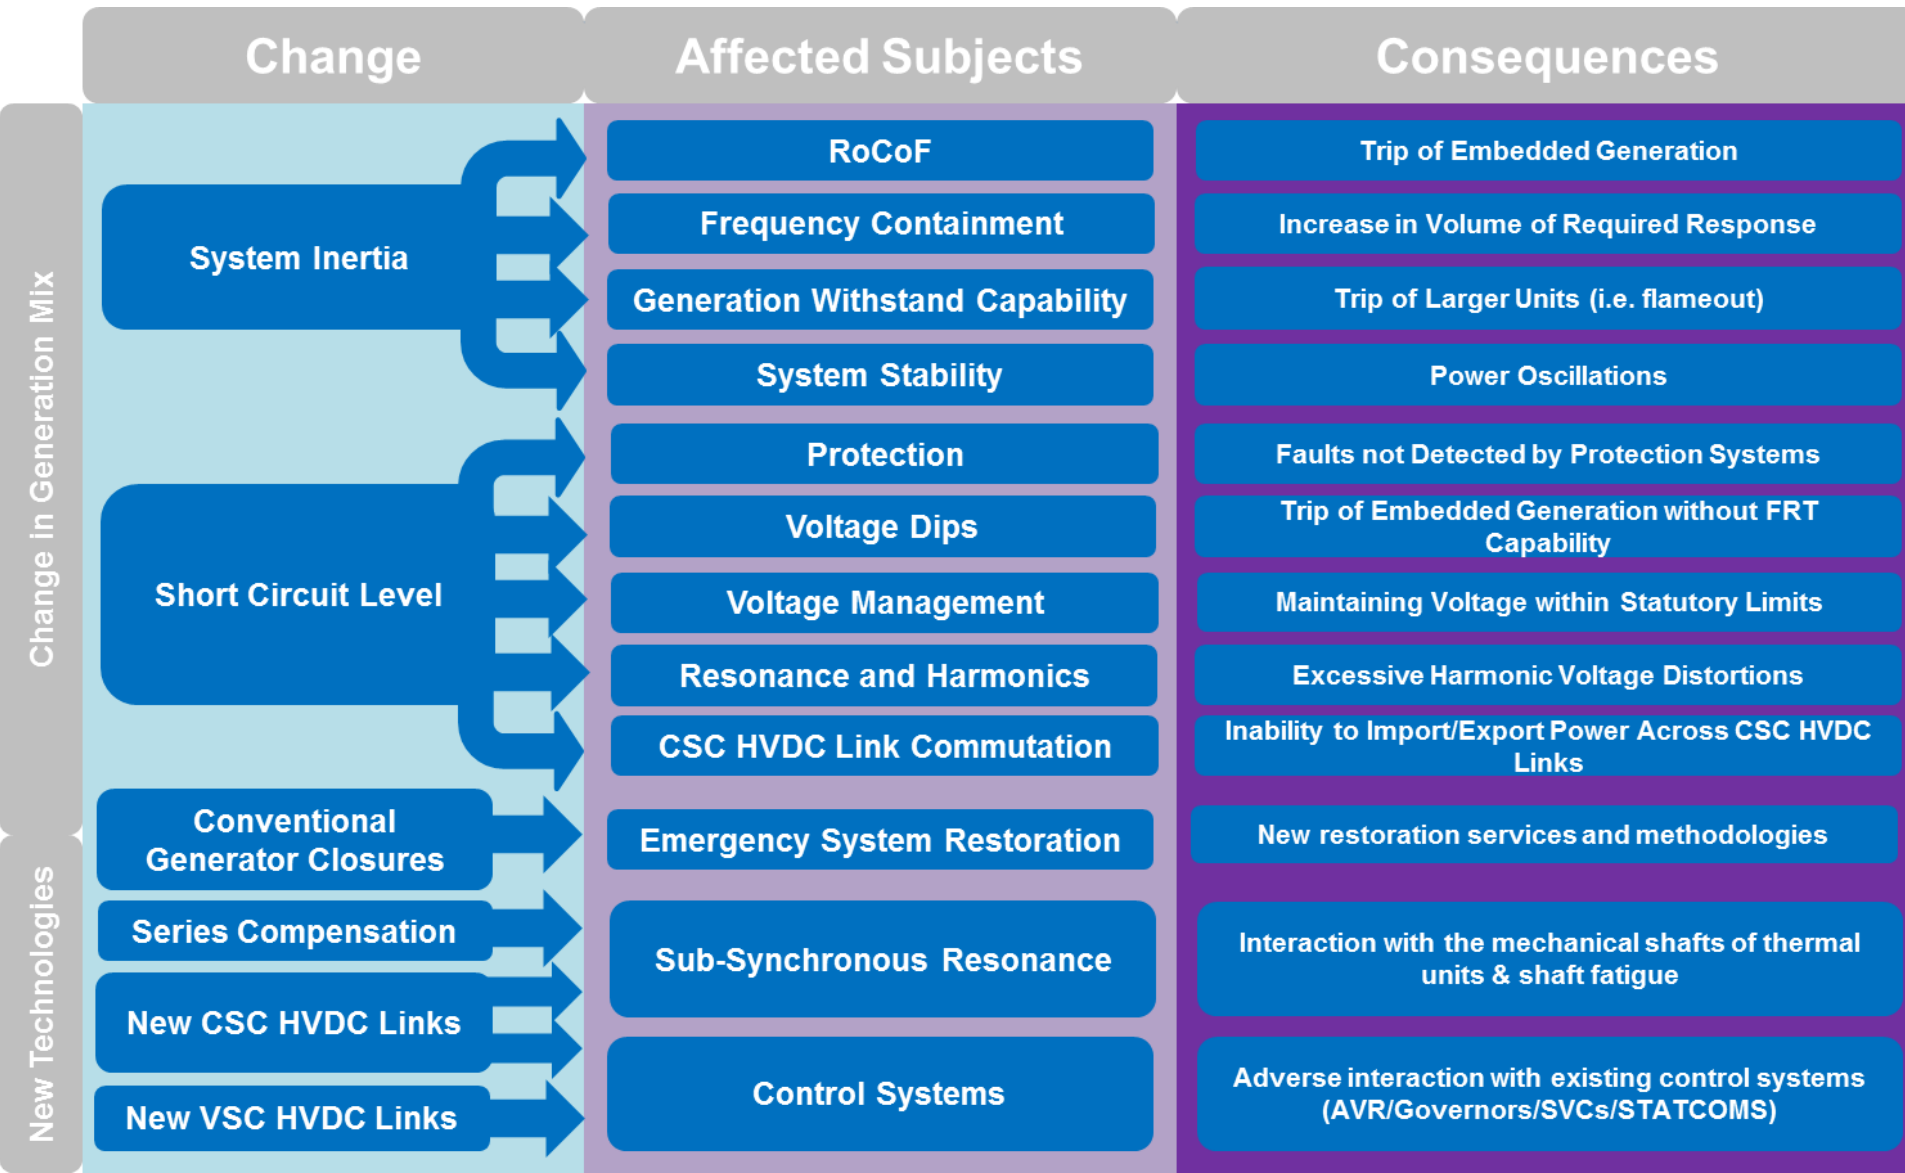 Change
Affected Subjects
Consequences
Change in Generation Mix
System Inertia
RoCoF
Trip of Embedded Generation
Frequency Containment
Increase in Volume of Required Response
Generation Withstand Capability
Trip of Larger Units (i.e. flameout)
System Stability
Power Oscillations
Short Circuit Level
Protection
Faults not Detected by Protection Systems
Voltage Dips
Trip of Embedded Generation without FRT
Capability
Voltage Management
Maintaining Voltage within Statutory Limits
Resonance and Harmonics
Excessive Harmonic Voltage Distortions
CSC HVDC Link Commutation
Inability to Import/Export Power Across CSC HVDC
Links
Conventional
Generator Closures
Emergency System Restoration
New restoration services and methodologies
New Technologies
Series Compensation
Sub-Synchronous Resonance
Interaction with the mechanical shafts of thermal
units & shaft fatigue
New CSC HVDC Links
New VSC HVDC Links
Control Systems
Adverse interaction with existing control systems
(AVR/Governors/SVCs/STATCOMS)